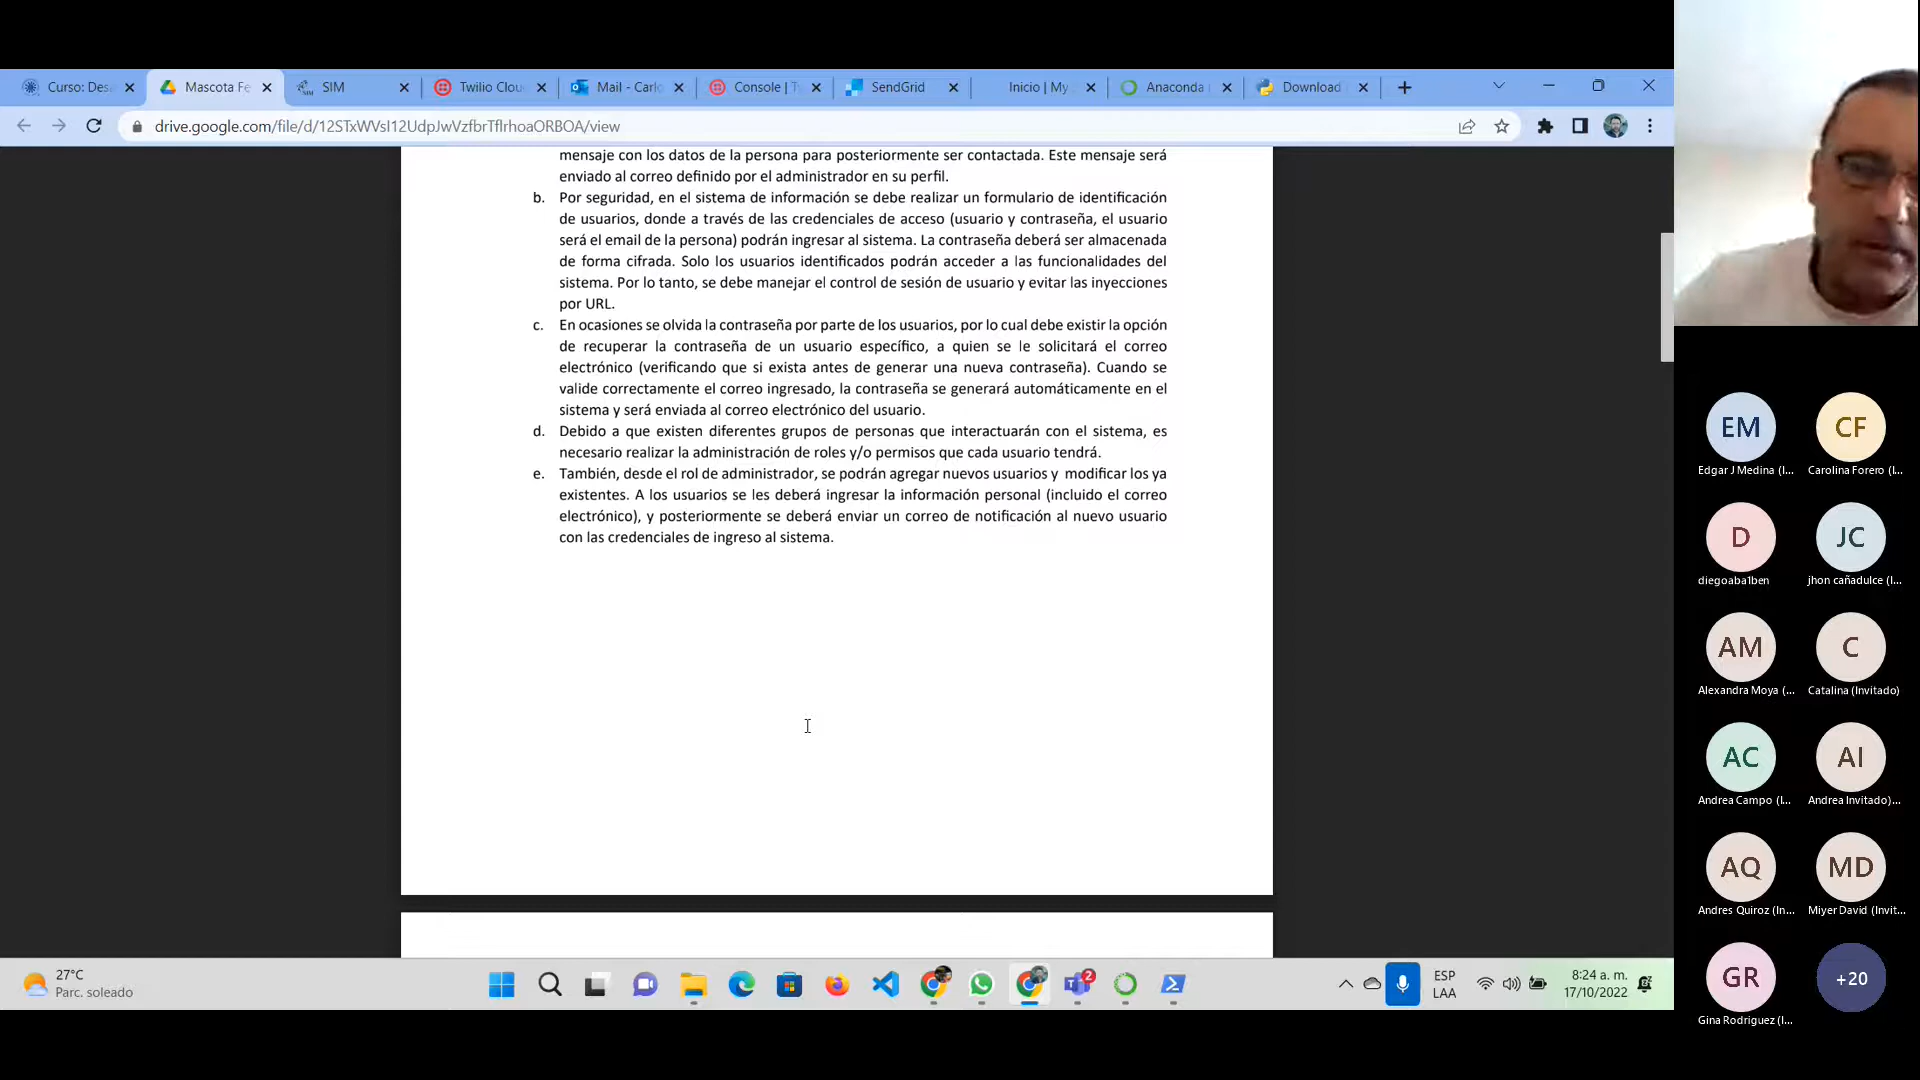 Curso: Desa
Mascota Fe
SIM
Twilio Clou
Mail - Carlo
Console | T
SendGrid
Inicio | My
Anaconda
Download
drive.google.com/file/d/12STxWVsI12UdpJwVzfbrTflrhoaORBOA/view
mensaje con los datos de la persona para posteriormente ser contactada. Este mensaje será
enviado al correo definido por el administrador en su perfil.
b. Por seguridad, en el sistema de información se debe realizar un formulario de identificación
de usuarios, donde a través de las credenciales de acceso (usuario y contraseña, el usuario
será el email de la persona) podrán ingresar al sistema. La contraseña deberá ser almacenada
de forma cifrada. Solo los usuarios identificados podrán acceder a las funcionalidades del
sistema. Por lo tanto, se debe manejar el control de sesión de usuario y evitar las inyecciones
por URL.
c. En ocasiones se olvida la contraseña por parte de los usuarios, por lo cual debe existir la opción
de recuperar la contraseña de un usuario específico, a quien se le solicitará el correo
electrónico (verificando que si exista antes de generar una nueva contraseña). Cuando se
valide correctamente el correo ingresado, la contraseña se generará automáticamente en el
sistema y será enviada al correo electrónico del usuario.
d. Debido a que existen diferentes grupos de personas que interactuarán con el sistema, es
necesario realizar la administración de roles y/o permisos que cada usuario tendrá.
e. También, desde el rol de administrador, se podrán agregar nuevos usuarios y modificar los ya
existentes. A los usuarios se les deberá ingresar la información personal (incluido el correo
electrónico), y posteriormente se deberá enviar un correo de notificación al nuevo usuario
con las credenciales de ingreso al sistema.
EM
CF
Edgar J Medina (I...
Carolina Forero (I...
D
JC
diegoaba1ben
jhon cañadulce (I...
AM
C
Alexandra Moya (...
Catalina (Invitado)
AC
AI
Andrea Campo (I...
Andrea Invitado)...
AQ
MD
Andres Quiroz (In...
Miyer David (Invit...
GR
+20
Gina Rodriguez (I...
27°C
Parc. soleado
2
ESP
LAA
8:24 a. m.
17/10/2022